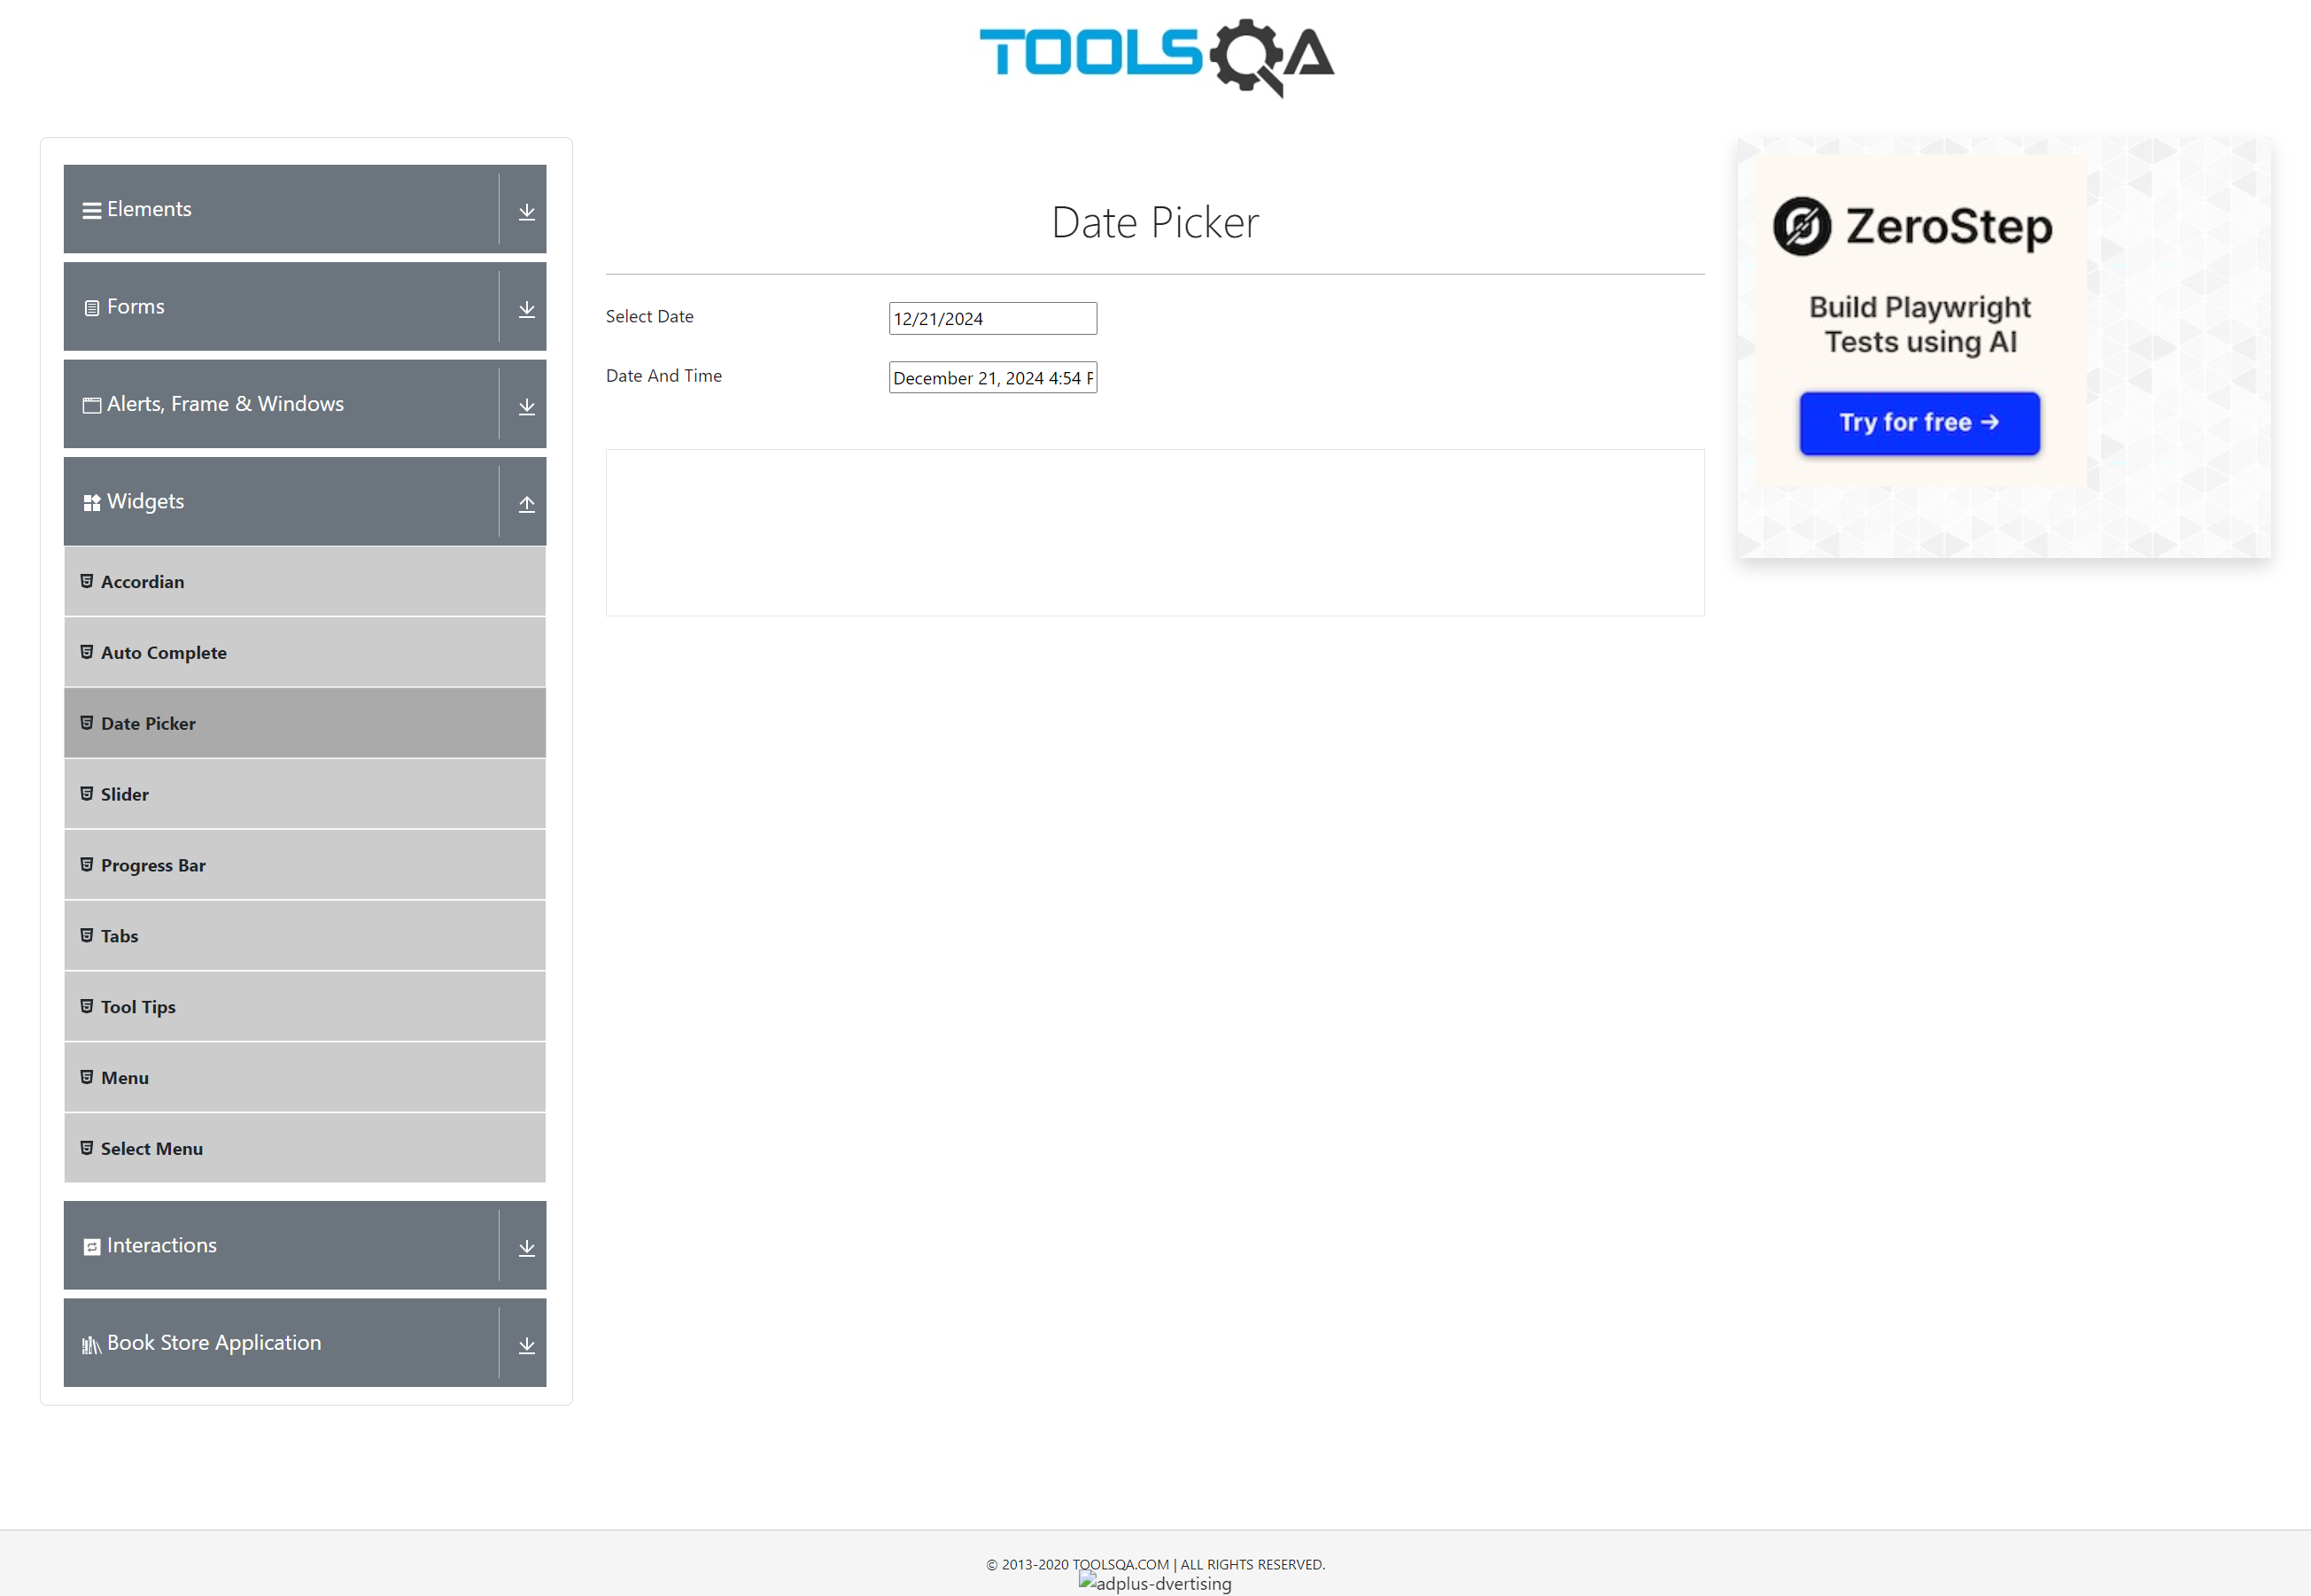 TOOLSQA
Elements
Forms
Alerts, Frame & Windows
Widgets
Accordian
Auto Complete
Date Picker
Slider
Progress Bar
Tabs
Tool Tips
Menu
Select Menu
Interactions
Book Store Application
Date Picker
Select Date
12/21/2024
Date And Time
December 21, 2024 4:54
ZeroStep
Build Playwright
Tests using AI
Try for free →
© 2013-2020 TOOLSQA.COM | ALL RIGHTS RESERVED.
adplus-dvertising